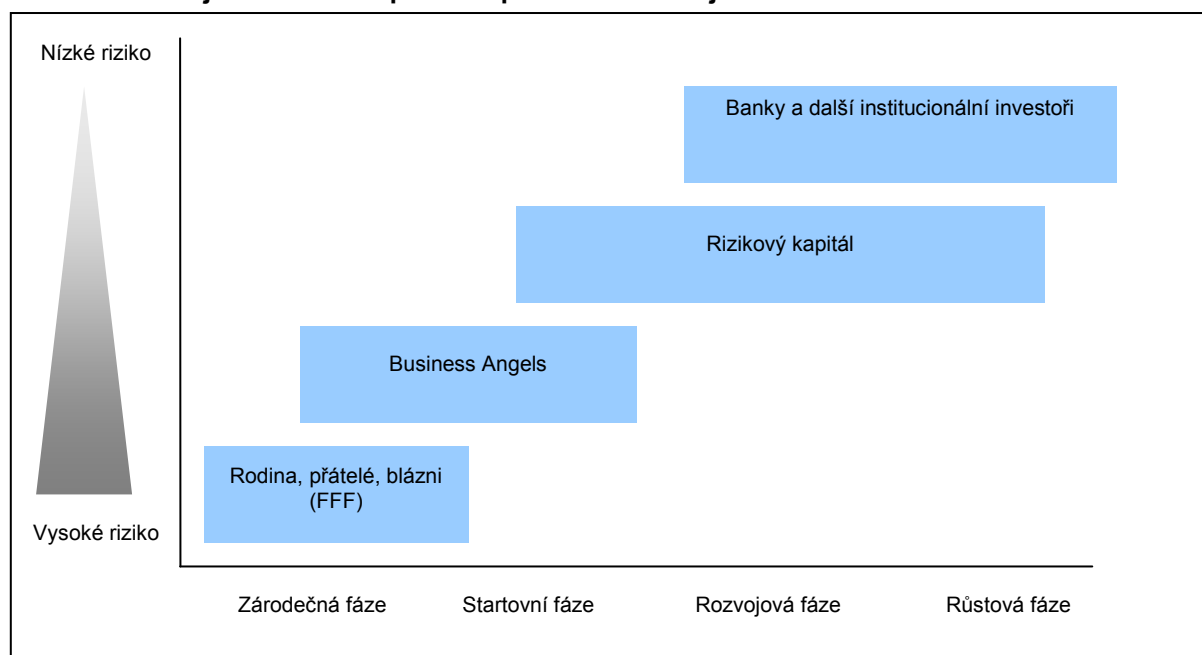 Nízké riziko
Banky a další institucionální investoři
Rizikový kapitál
Business Angels
Rodina, přátelé, blázni
(FFF)
Vysoké riziko
Zárodečná fáze
Startovní fáze
Rozvojová fáze
Růstová fáze